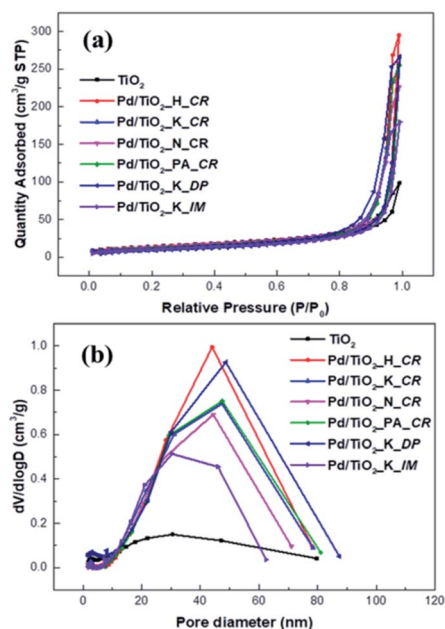 (a)
300
250
200
150
100
50
0
Quantity Adsorbed (cm³/g STP)
TiO₂
Pd/TiO₂_H_CR
Pd/TiO₂_K_CR
Pd/TiO₂_N_CR
Pd/TiO₂_PA_CR
Pd/TiO₂_K_DP
Pd/TiO₂_K_IM
0.0 0.2 0.4 0.6 0.8 1.0
Relative Pressure (P/P₀)
(b)
1.0
0.8
0.6
0.4
0.2
0.0
dV/dlogD (cm³/g)
TiO₂
Pd/TiO₂_H_CR
Pd/TiO₂_K_CR
Pd/TiO₂_N_CR
Pd/TiO₂_PA_CR
Pd/TiO₂_K_DP
Pd/TiO₂_K_IM
0 20 40 60 80 100 120
Pore diameter (nm)